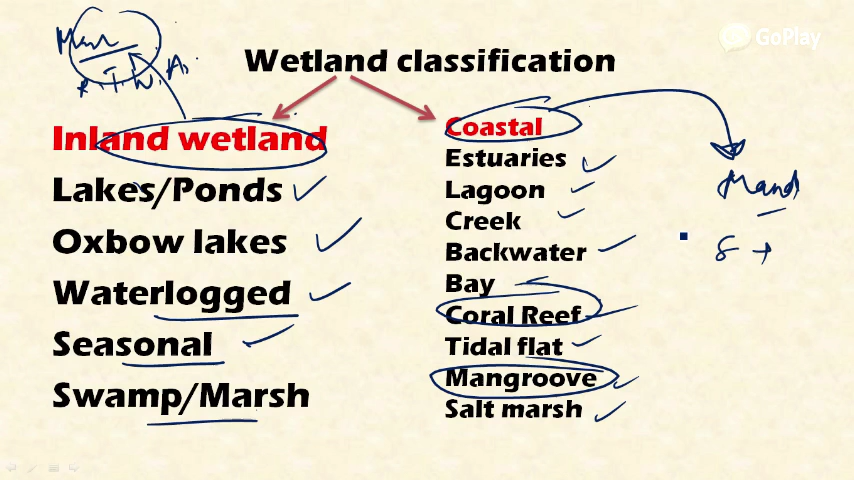 GoPlay
Wetland classification
Inland wetland
Lakes/Ponds
Oxbow lakes
Waterlogged
Seasonal
Swamp/Marsh
Coastal
Estuaries
Lagoon
Creek
Backwater
Bay
Coral Reef
Tidal flat
Mangroove
Salt marsh